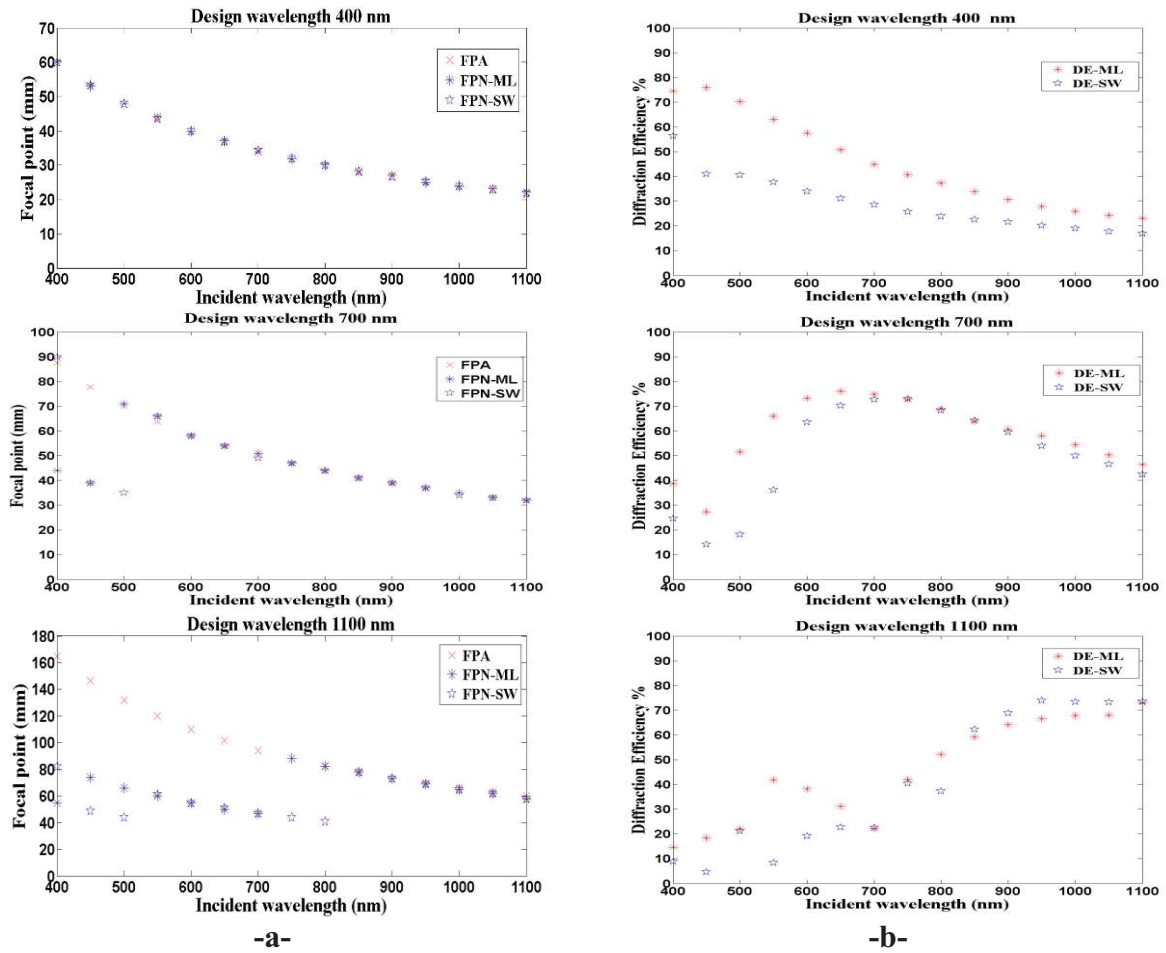 Design wavelength 400 nm
70
60
50
40
30
20
10
0
Focal point (mm)
FPA
FPN-ML
FPN-SW
400 500 600 700 800 900 1000 1100
Incident wavelength (nm)
Design wavelength 400 nm
100
90
80
70
60
50
40
30
20
10
0
Diffraction Efficiency %
DE-ML
DE-SW
400 500 600 700 800 900 1000 1100
Incident wavelength (nm)
Design wavelength 700 nm
100
90
80
70
60
50
40
30
20
10
0
Focal point (mm)
FPA
FPN-ML
FPN-SW
400 500 600 700 800 900 1000 1100
Incident wavelength (nm)
Design wavelength 700 nm
100
90
80
70
60
50
40
30
20
10
0
Diffraction Efficiency %
DE-ML
DE-SW
400 500 600 700 800 900 1000 1100
Incident wavelength (nm)
Design wavelength 1100 nm
180
160
140
120
100
80
60
40
20
0
Focal point (mm)
FPA
FPN-ML
FPN-SW
400 500 600 700 800 900 1000 1100
Incident wavelength (nm)
Design wavelength 1100 nm
100
90
80
70
60
50
40
30
20
10
0
Diffraction Efficiency %
DE-ML
DE-SW
400 500 600 700 800 900 1000 1100
Incident wavelength (nm)
-a-
-b-